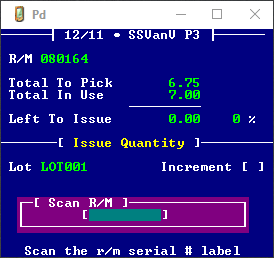 Pd
12/11 • SSVanV P3
R/M 080164
Total To Pick 6.75
Total In Use 7.00
Left To Issue 0.00 0 %
[ Issue Quantity ]
Lot LOT001 Increment [ ]
[ Scan R/M ]
[ ]
Scan the r/m serial # label